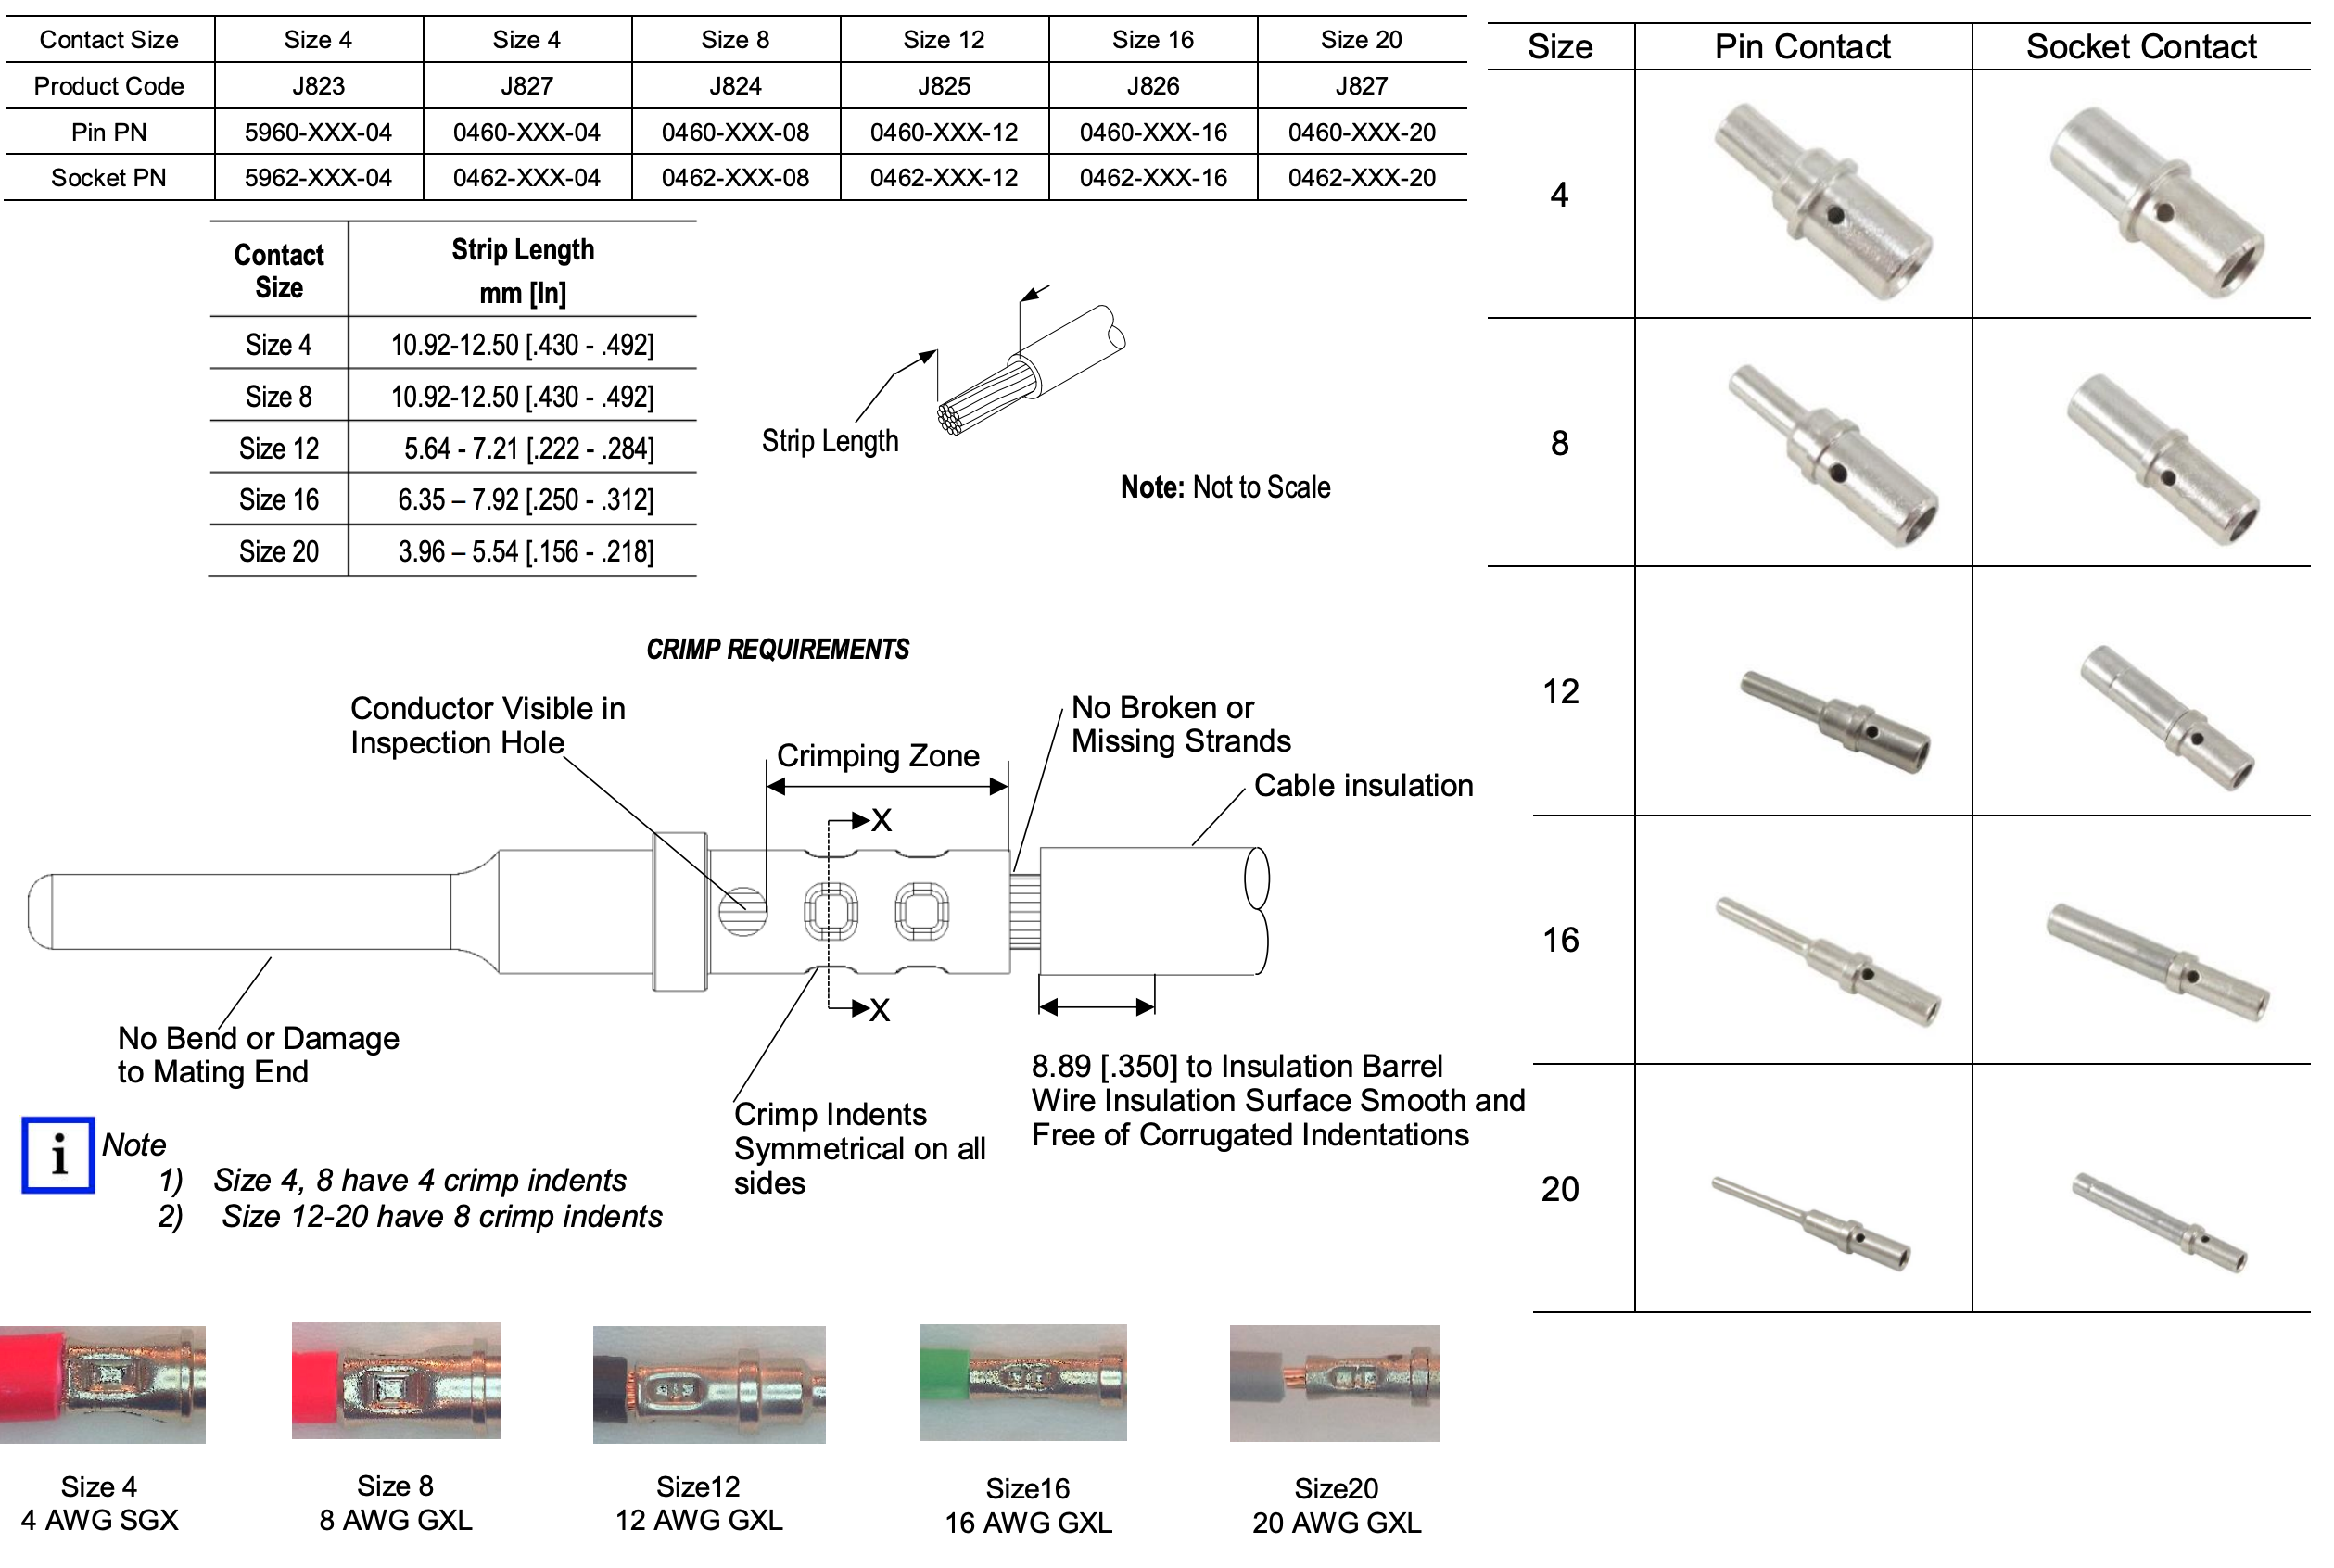 Contact Size Size 4 Size 4 Size 8 Size 12 Size 16 Size 20
Product Code J823 J827 J824 J825 J826 J827
Pin PN 5960-XXX-04 0460-XXX-04 0460-XXX-08 0460-XXX-12 0460-XXX-16 0460-XXX-20
Socket PN 5962-XXX-04 0462-XXX-04 0462-XXX-08 0462-XXX-12 0462-XXX-16 0462-XXX-20
Contact
Size
Strip Length
mm [In]
Size 4 10.92-12.50 [.430 - .492]
Size 8 10.92-12.50 [.430 - .492]
Size 12 5.64 - 7.21 [.222 - .284]
Size 16 6.35 – 7.92 [.250 - .312]
Size 20 3.96 – 5.54 [.156 - .218]
Strip Length
Note: Not to Scale
CRIMP REQUIREMENTS
Conductor Visible in
Inspection Hole
Crimping Zone
No Broken or
Missing Strands
Cable insulation
X
X
No Bend or Damage
to Mating End
Crimp Indents
Symmetrical on all
sides
8.89 [.350] to Insulation Barrel
Wire Insulation Surface Smooth and
Free of Corrugated Indentations
i Note
1) Size 4, 8 have 4 crimp indents
2) Size 12-20 have 8 crimp indents
Size 4
4 AWG SGX
Size 8
8 AWG GXL
Size12
12 AWG GXL
Size16
16 AWG GXL
Size20
20 AWG GXL
Size Pin Contact Socket Contact
4
8
12
16
20